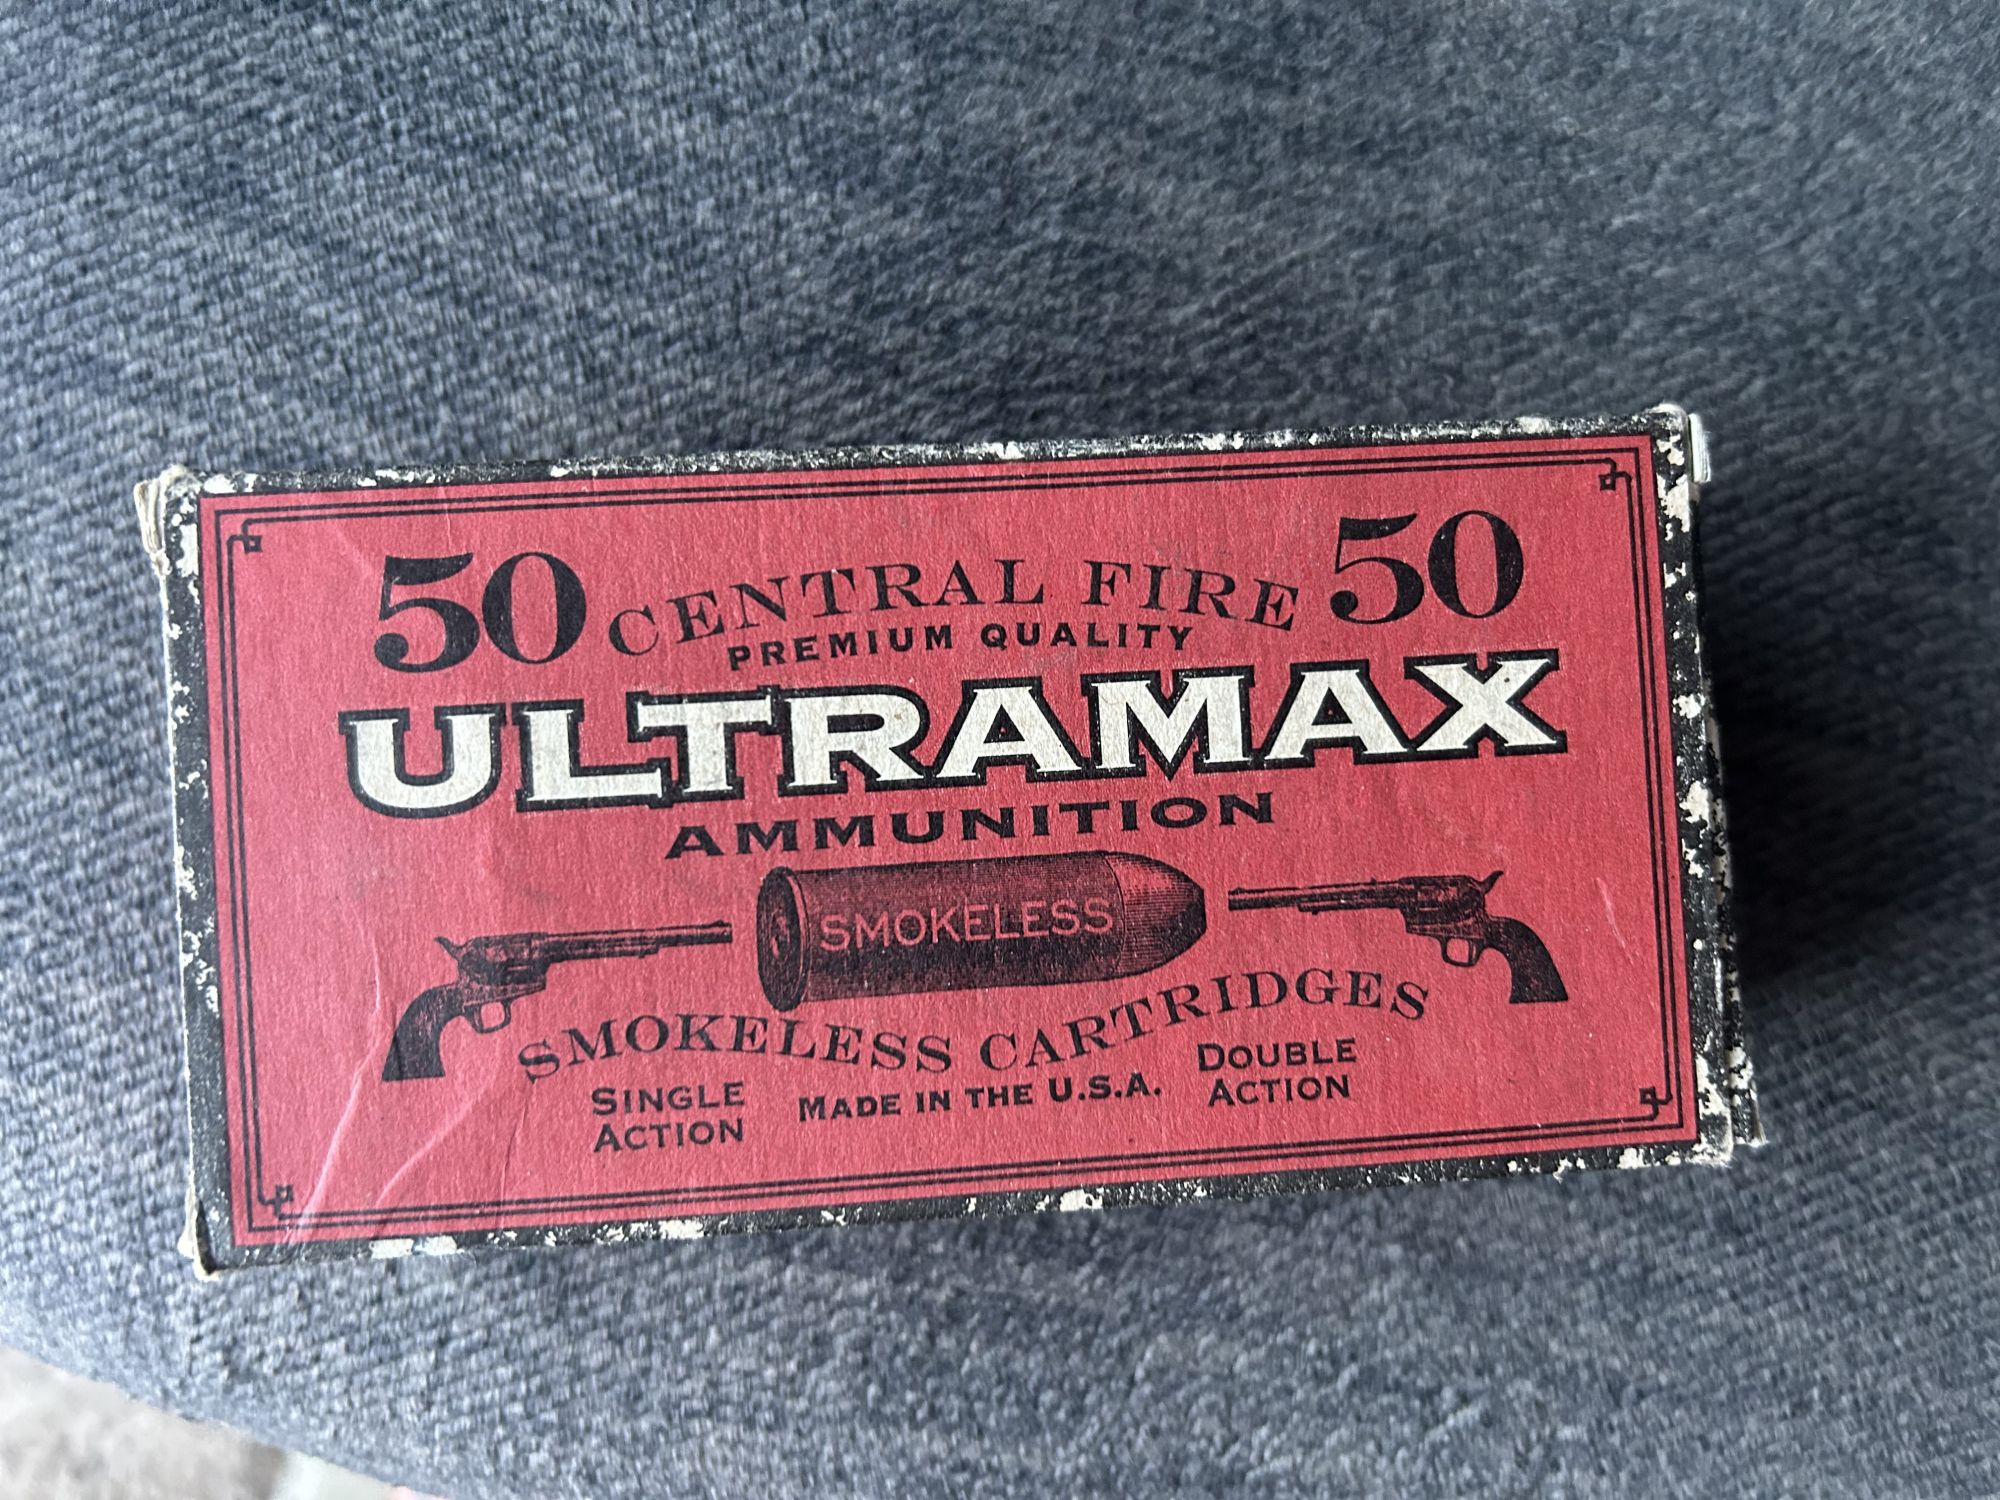 50 CENTRAL FIRE 50
PREMIUM QUALITY
ULTRAMAX
AMMUNITION
SMOKELESS
SMOKELESS CARTRIDGES
SINGLE ACTION
MADE IN THE U.S.A.
DOUBLE ACTION